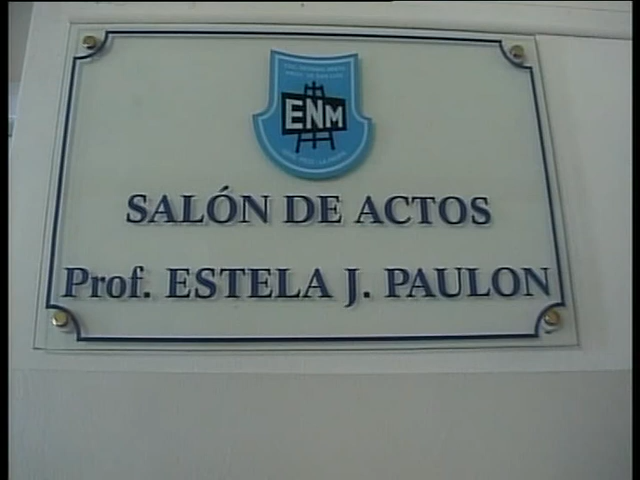 ENM
SALÓN DE ACTOS
Prof. ESTELA J. PAULON